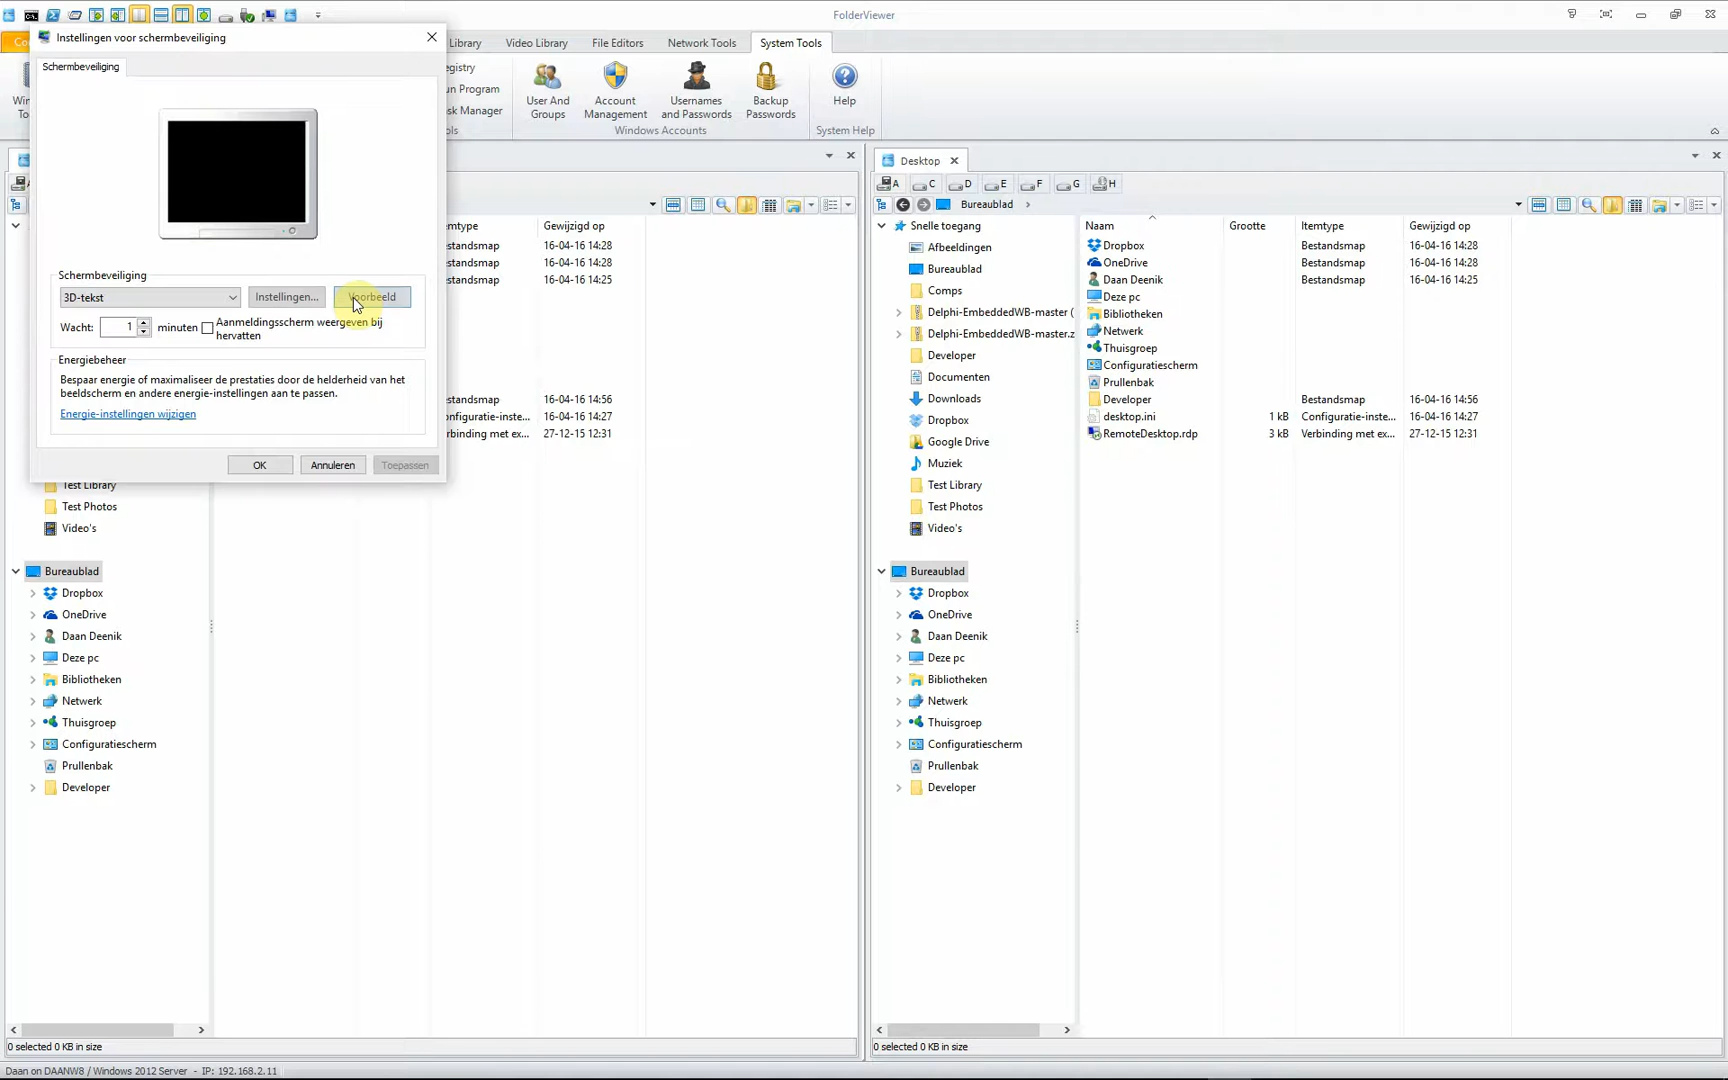 FolderViewer
Instellingen voor schermbeveiliging
Library
Video Library
File Editors
Network Tools
System Tools
Schermbeveiliging
egistry
un Program
sk Manager
ols
User And Groups
Account Management
Usernames and Passwords
Backup Passwords
Windows Accounts
Help
System Help
Schermbeveiliging
3D-tekst
Instellingen...
Voorbeeld
Wacht:
1
minuten
Aanmeldingsscherm weergeven bij
hervatten
Energiebeheer
Bespaar energie of maximaliseer de prestaties door de helderheid van het
beeldscherm en andere energie-instellingen aan te passen.
Energie-instellingen wijzigen
OK
Annuleren
Toepassen
emtype
Gewijzigd op
estandsmap
16-04-16 14:28
estandsmap
16-04-16 14:28
estandsmap
16-04-16 14:25
estandsmap
16-04-16 14:56
onfiguratie-inste...
16-04-16 14:27
erbinding met ex...
27-12-15 12:31
Test Library
Test Photos
Video's
Bureaublad
Dropbox
OneDrive
Daan Deenik
Deze pc
Bibliotheken
Netwerk
Thuisgroep
Configuratiescherm
Prullenbak
Developer
0 selected 0 KB in size
Desktop
A
C
D
E
F
G
H
Bureaublad
Snelle toegang
Afbeeldingen
Bureaublad
Comps
Delphi-EmbeddedWB-master (
Delphi-EmbeddedWB-master.z
Developer
Documenten
Downloads
Dropbox
Google Drive
Muziek
Test Library
Test Photos
Video's
Bureaublad
Dropbox
OneDrive
Daan Deenik
Deze pc
Bibliotheken
Netwerk
Thuisgroep
Configuratiescherm
Prullenbak
Developer
Naam
Grootte
Itemtype
Gewijzigd op
Dropbox
Bestandsmap
16-04-16 14:28
OneDrive
Bestandsmap
16-04-16 14:28
Daan Deenik
Bestandsmap
16-04-16 14:25
Deze pc
Bibliotheken
Netwerk
Thuisgroep
Configuratiescherm
Prullenbak
Developer
Bestandsmap
16-04-16 14:56
desktop.ini
1 kB
Configuratie-inste...
16-04-16 14:27
RemoteDesktop.rdp
3 kB
Verbinding met ex...
27-12-15 12:31
0 selected 0 KB in size
Daan on DAANW8 / Windows 2012 Server - IP: 192.168.2.11